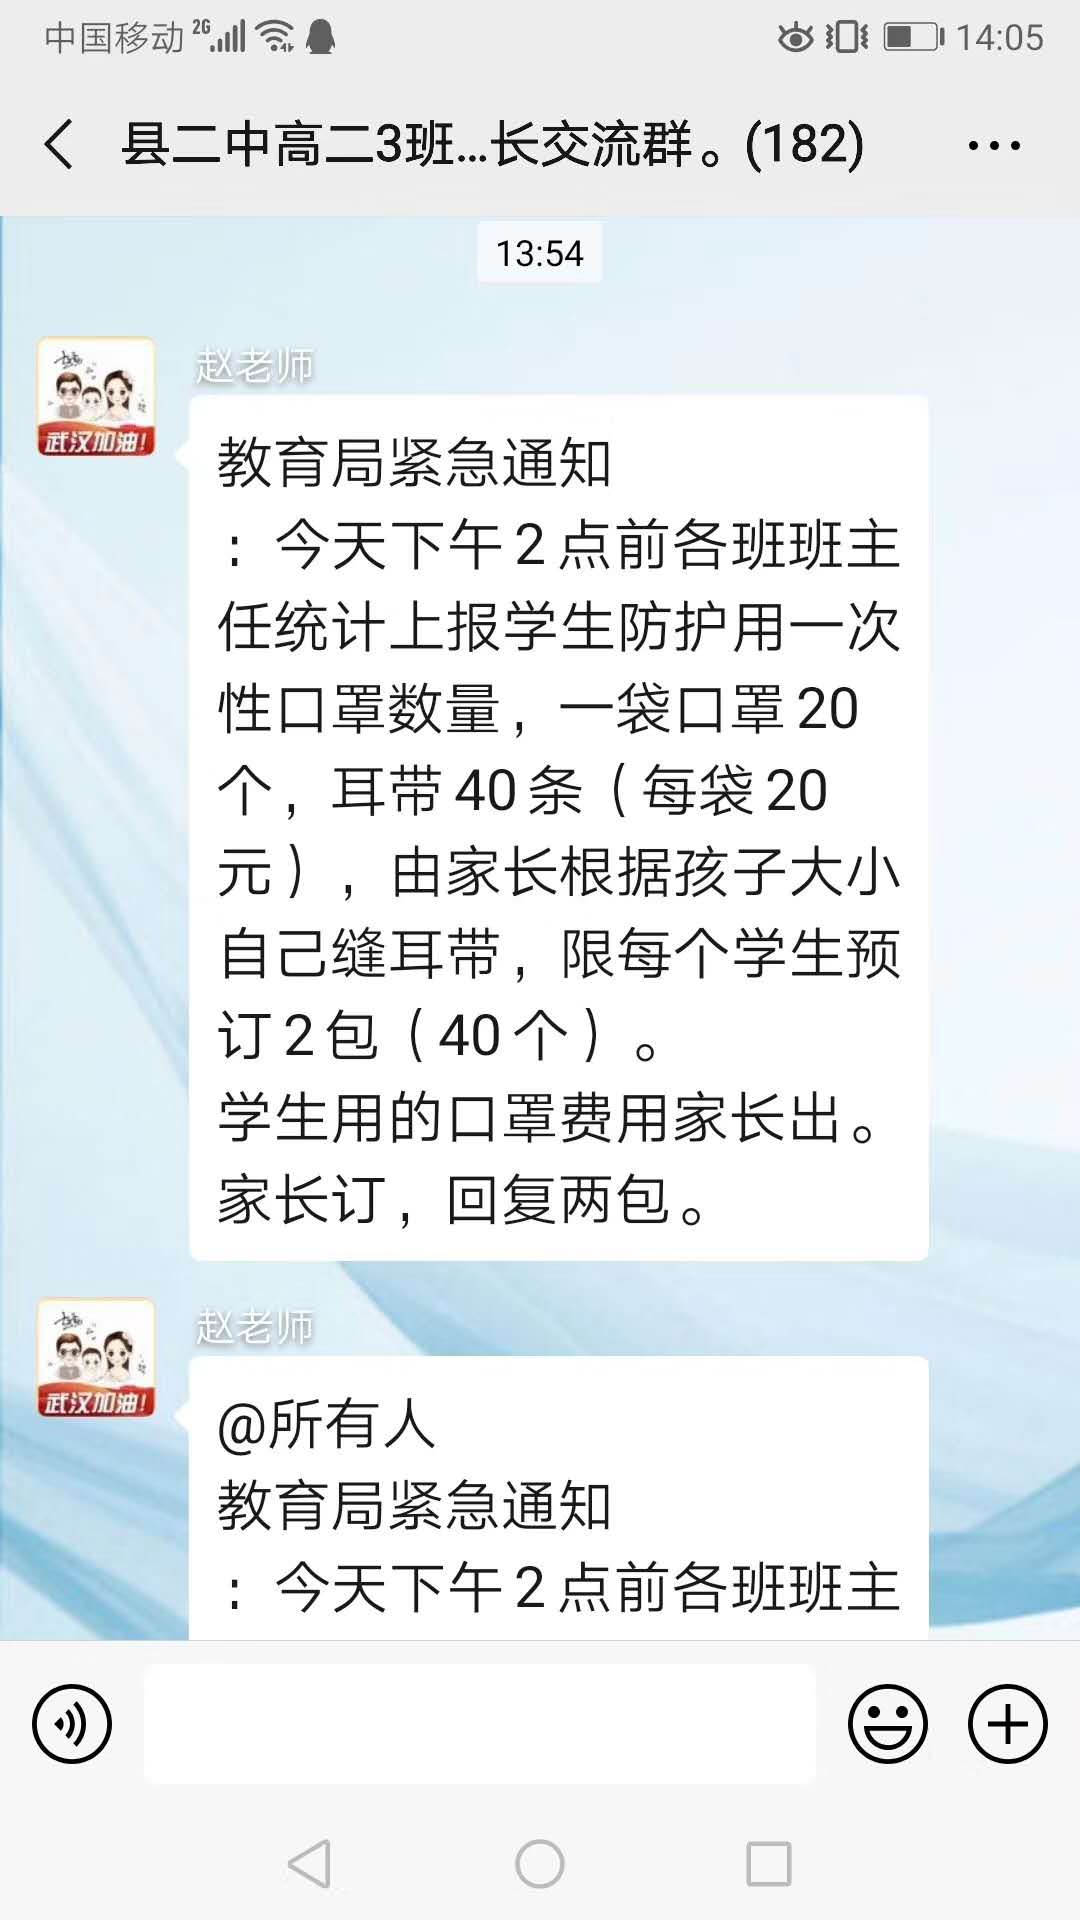 中国移动 2G 14:05
县二中高二3班...长交流群。(182)
13:54
赵老师
武汉加油!
教育局紧急通知
：今天下午2点前各班班主
任统计上报学生防护用一次
性口罩数量，一袋口罩20
个，耳带40条（每袋20
元），由家长根据孩子大小
自己缝耳带，限每个学生预
订2包（40个）。
学生用的口罩费用家长出。
家长订，回复两包。
赵老师
武汉加油!
@所有人
教育局紧急通知
：今天下午2点前各班班主